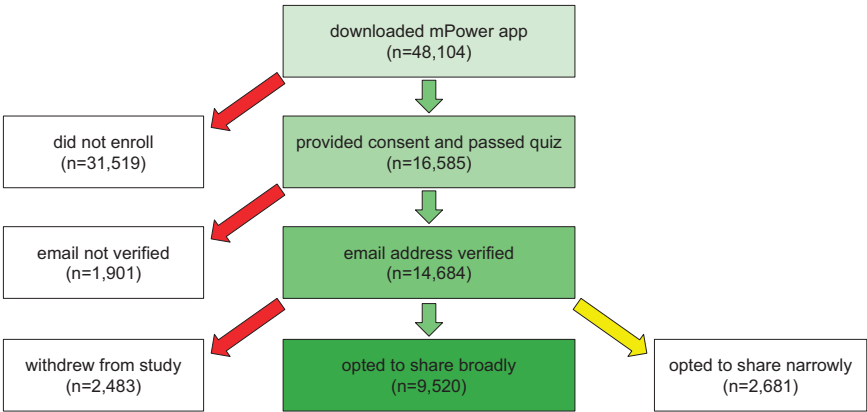 downloaded mPower app
(n=48,104)
did not enroll
(n=31,519)
provided consent and passed quiz
(n=16,585)
email not verified
(n=1,901)
email address verified
(n=14,684)
withdrew from study
(n=2,483)
opted to share broadly
(n=9,520)
opted to share narrowly
(n=2,681)